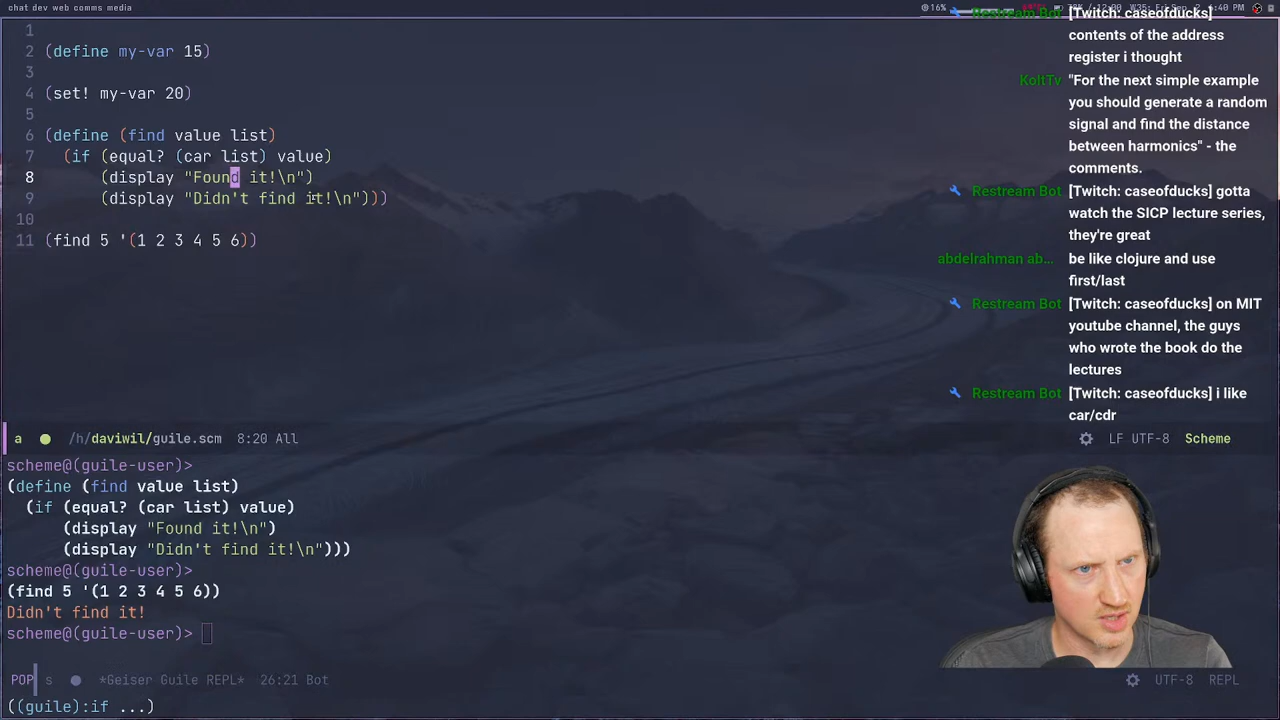 chat dev web comms media
16%
1
2 (define my-var 15)
3
4 (set! my-var 20)
5
6 (define (find value list)
7 (if (equal? (car list) value)
8 (display "Found it!\n")
9 (display "Didn't find it!\n")))
10
11 (find 5 '(1 2 3 4 5 6))
a /h/daviwil/guile.scm 8:20 All LF UTF-8 Scheme
scheme@(guile-user)>
(define (find value list)
(if (equal? (car list) value)
(display "Found it!\n")
(display "Didn't find it!\n")))
scheme@(guile-user)>
(find 5 '(1 2 3 4 5 6))
Didn't find it!
scheme@(guile-user)>
POP s *Geiser Guile REPL* 26:21 Bot UTF-8 REPL
((guile):if ...)
Restream Bot [Twitch: caseofducks]
contents of the address
register i thought
KoltTv "For the next simple example
you should generate a random
signal and find the distance
between harmonics" - the
comments.
Restream Bot [Twitch: caseofducks] gotta
watch the SICP lecture series,
they're great
abdelrahman ab… be like clojure and use
first/last
Restream Bot [Twitch: caseofducks] on MIT
youtube channel, the guys
who wrote the book do the
lectures
Restream Bot [Twitch: caseofducks] i like
car/cdr